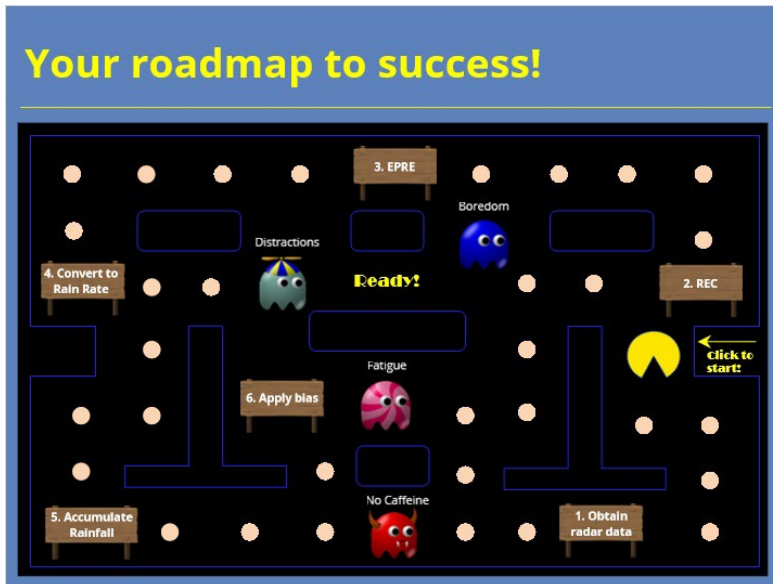 Your roadmap to success!
3. EPRE
Boredom
Distractions
4. Convert to
Rain Rate
Ready!
2. REC
Click to
start!
Fatigue
6. Apply bias
No Caffeine
5. Accumulate
Rainfall
1. Obtain
radar data